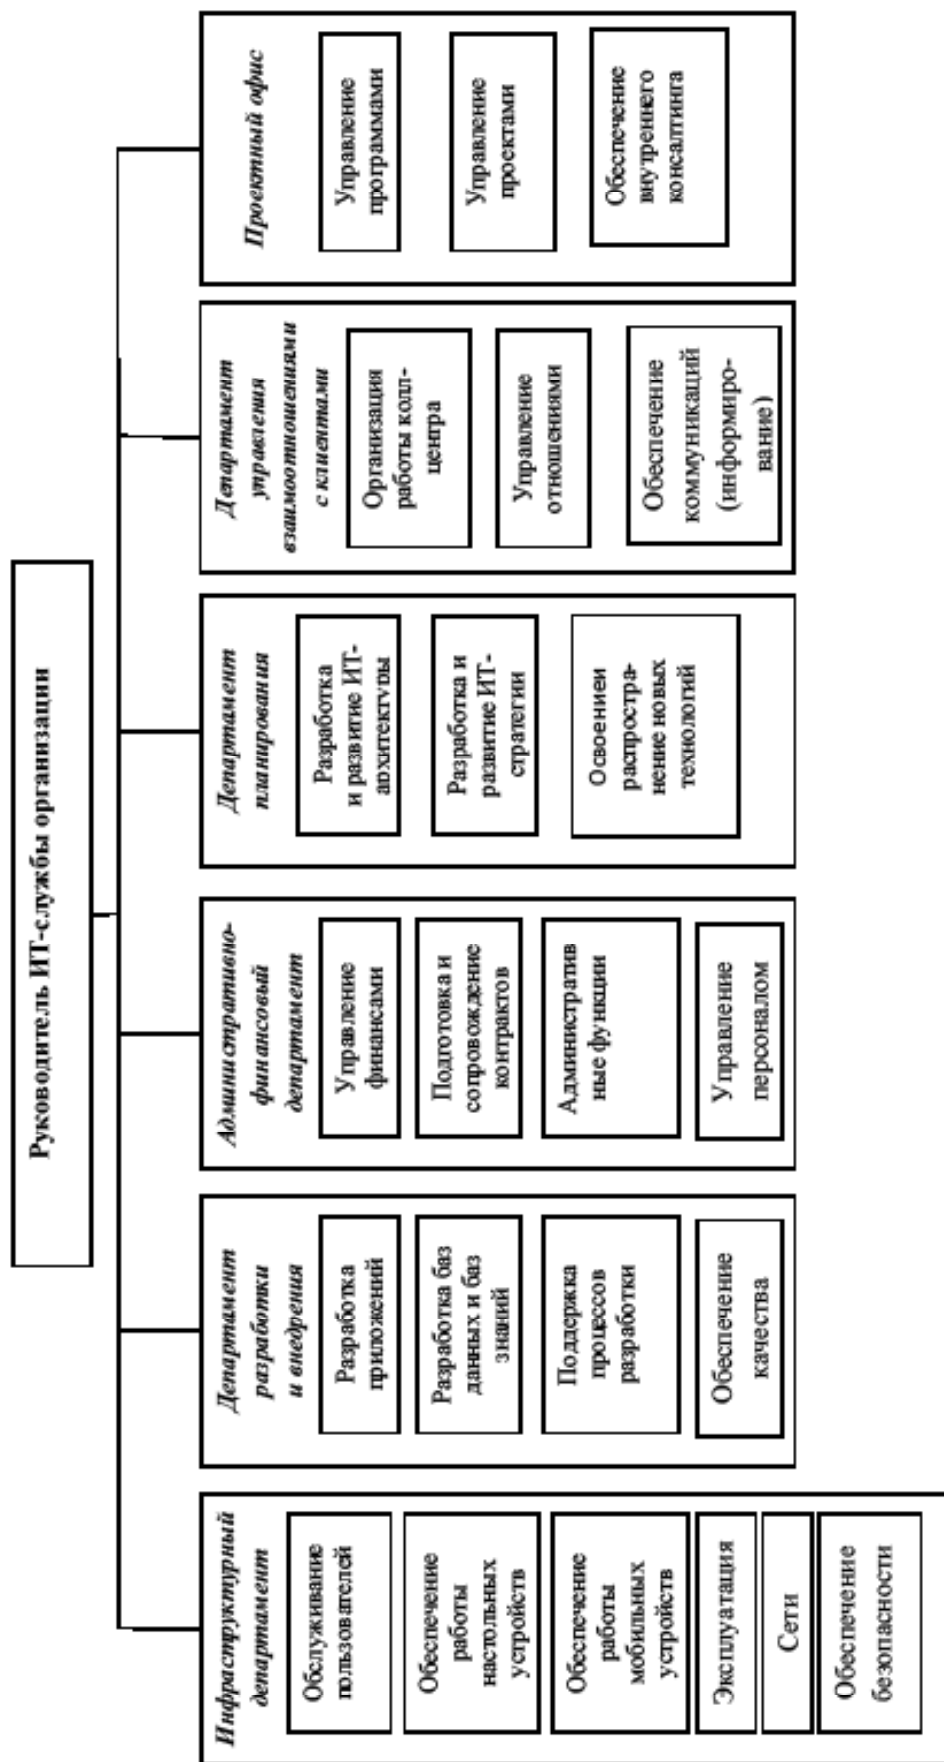 Руководитель ИТ-службы организации
Инфраструктурный
департамент
Обслуживание
пользователей
Обеспечение
работы
настольных
устройств
Обеспечение
работы
мобильных
устройств
Эксплуатация
Сети
Обеспечение
безопасности
Департамент
разработки
и внедрения
Разработка
приложений
Разработка баз
данных и баз
знаний
Поддержка
процессов
разработки
Обеспечение
качества
Административно-
финансовый
департамент
Управление
финансами
Подготовка и
сопровождение
контрактов
Административ
ные функции
Управление
персоналом
Департамент
планирования
Разработка
и развитие ИТ-
архитектуры
Разработка и
развитие ИТ-
стратегии
Освоениеи
распростра-
нение новых
технологий
Департамент
управления
взаимоотношениями
с клиентами
Организация
работы колл-
центра
Управление
отношениями
Обеспечение
коммуникаций
(информиро-
вание)
Проектный офис
Управление
программами
Управление
проектами
Обеспечение
внутреннего
консалтинга